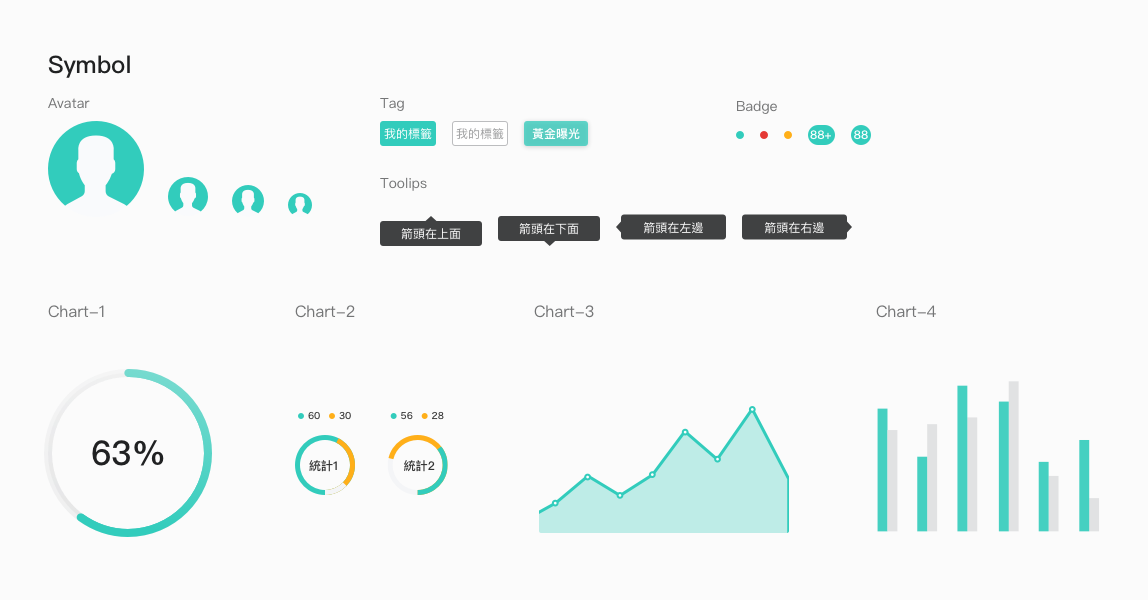 Symbol
Avatar
Tag
Badge
我的標籤
我的標籤
黃金曝光
88+
88
Toolips
箭頭在上面
箭頭在下面
箭頭在左邊
箭頭在右邊
Chart–1
Chart–2
Chart–3
Chart–4
60
30
56
28
63%
統計1
統計2